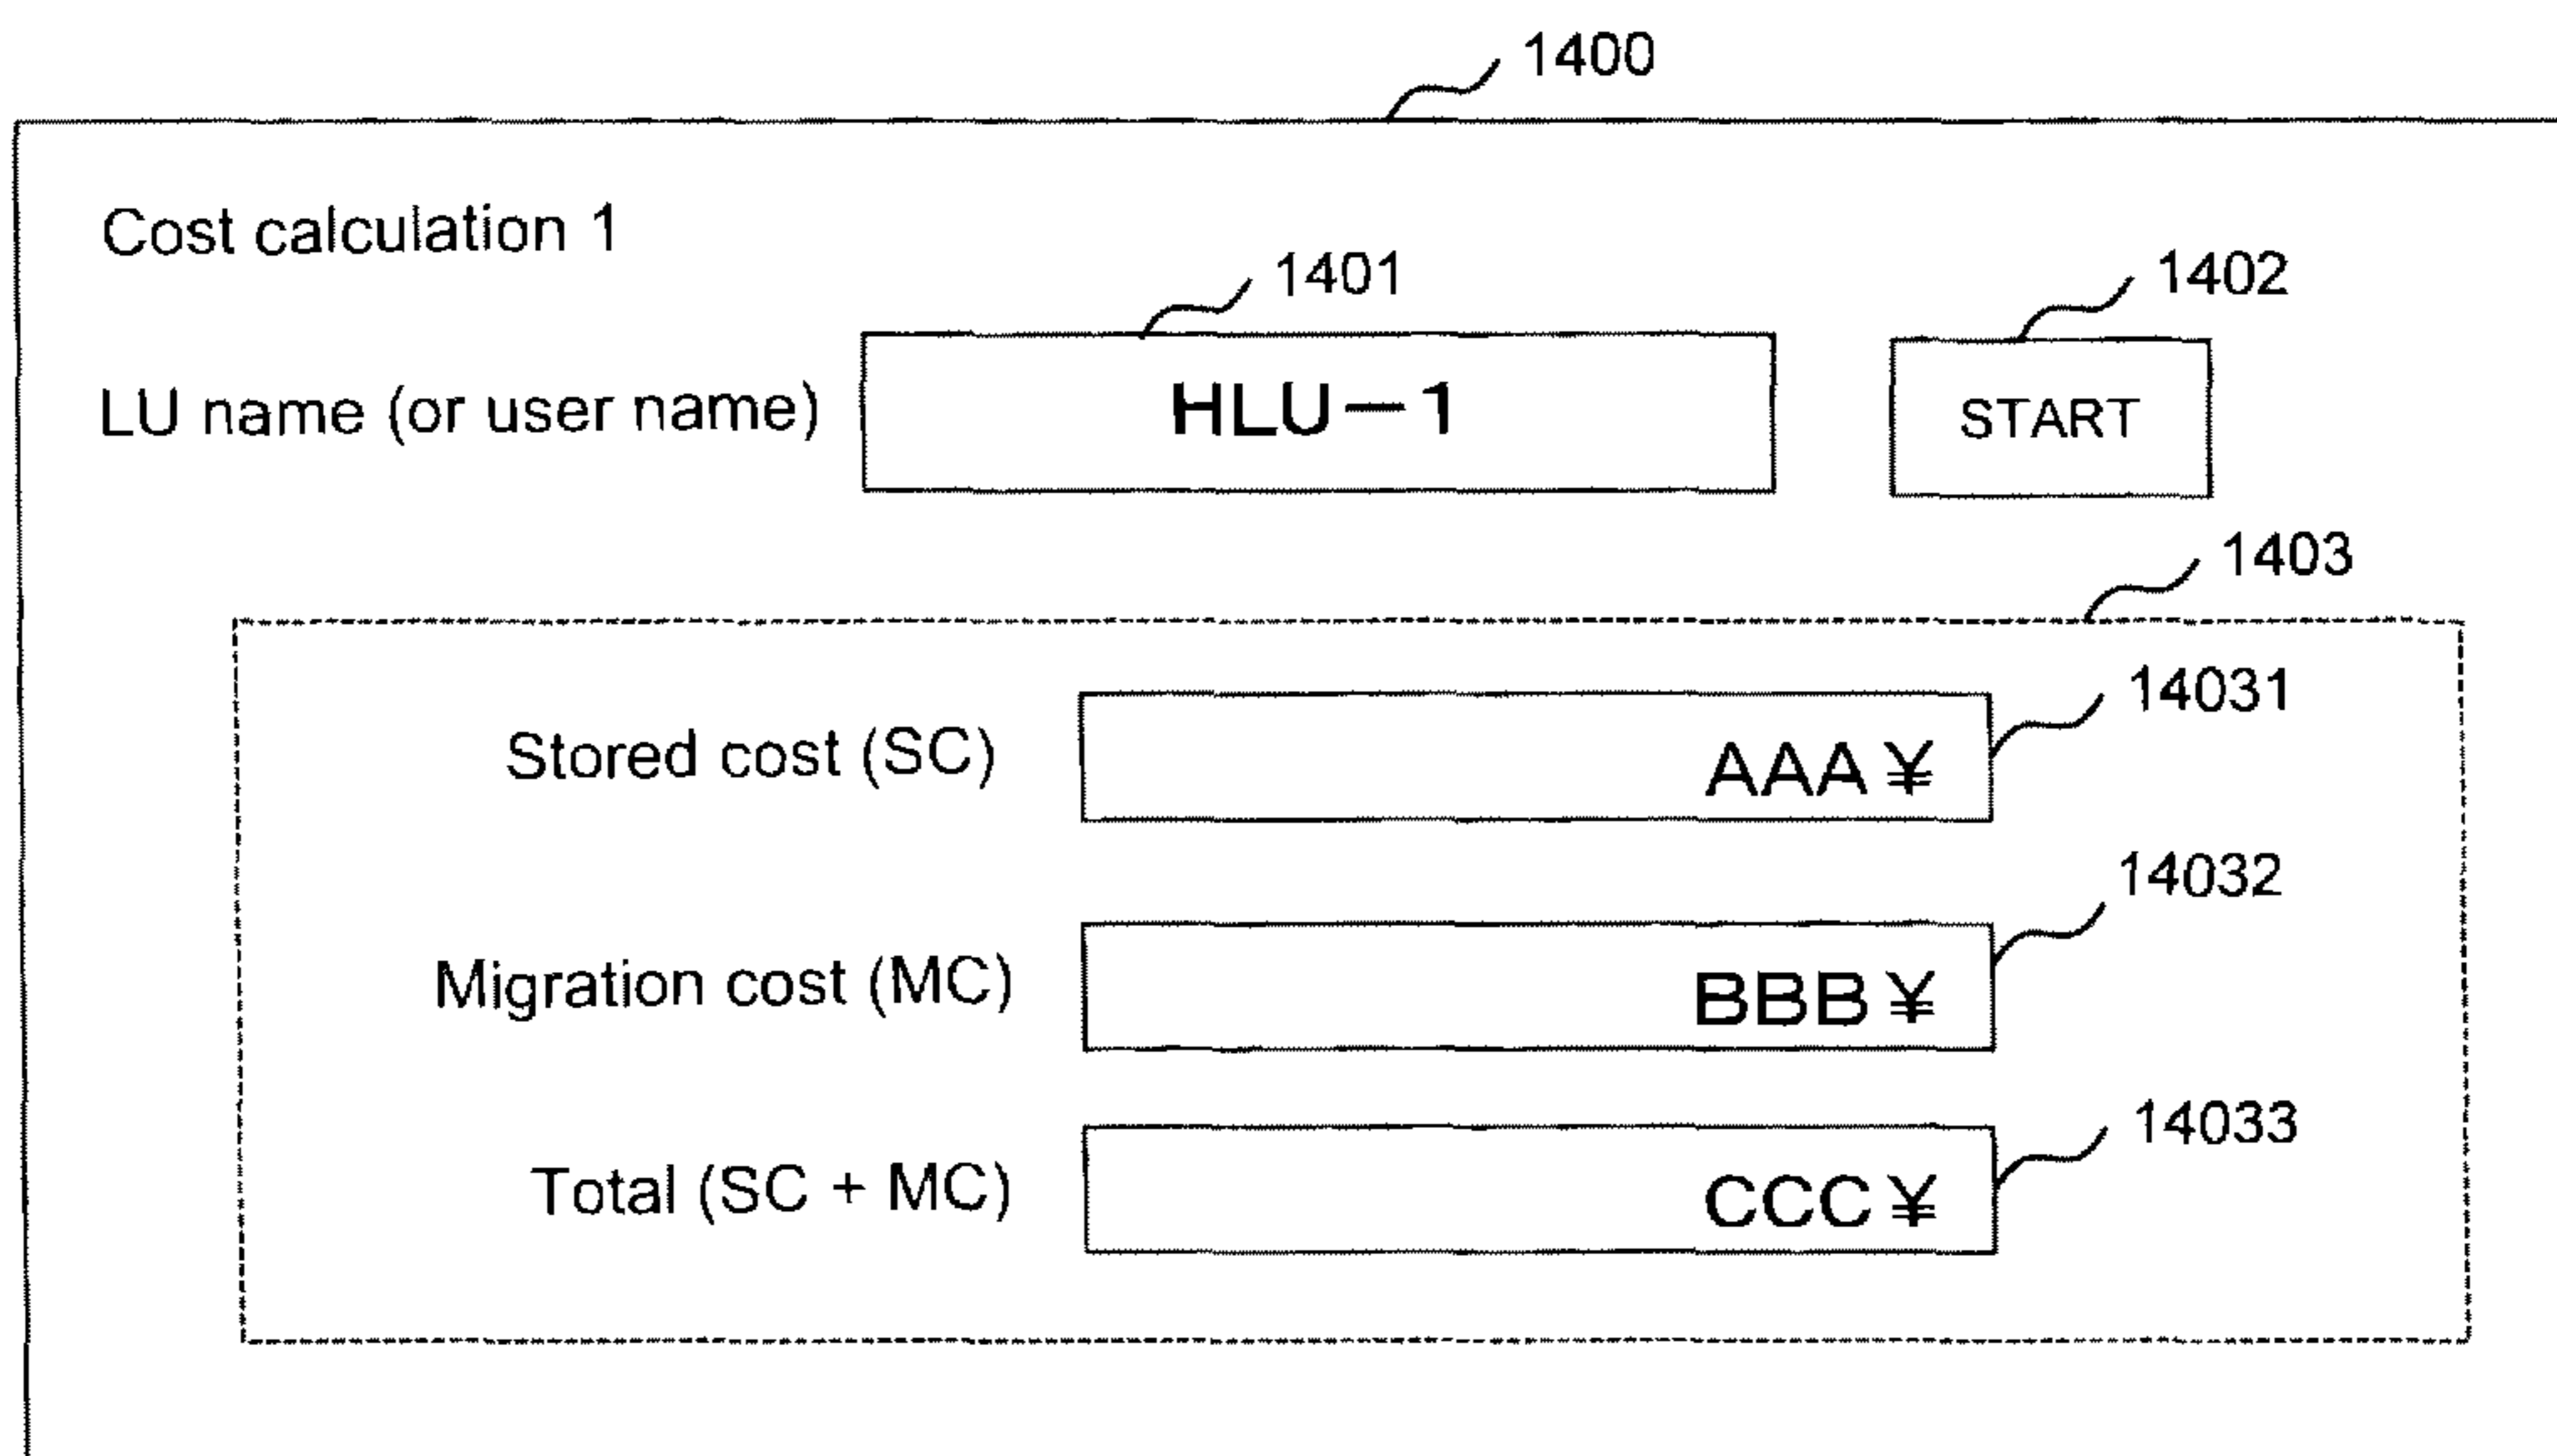 1400
Cost calculation 1
1401
1402
LU name (or user name)
HLU−1
START
1403
Stored cost (SC)
AAA¥
14031
Migration cost (MC)
BBB¥
14032
Total (SC + MC)
CCC¥
14033